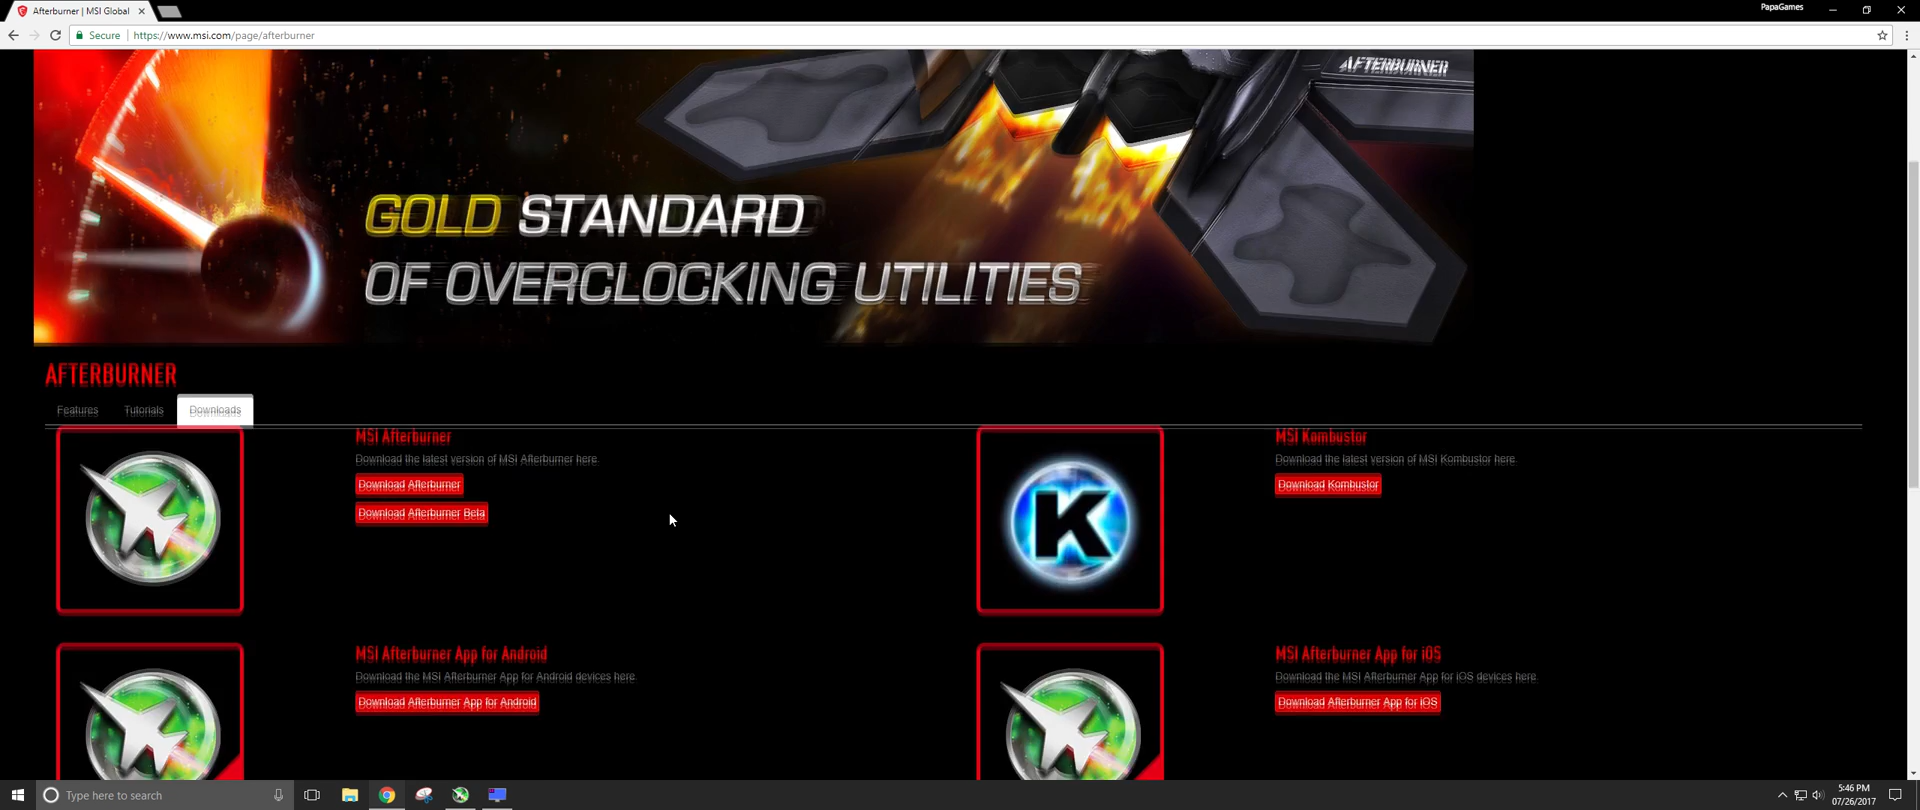 Afterburner | MSI Global
PapaGames
Secure
https://www.msi.com/page/afterburner
AFTERBURNER
GOLD STANDARD
OF OVERCLOCKING UTILITIES
AFTERBURNER
Features
Tutorials
Downloads
MSI Afterburner
Download the latest version of MSI Afterburner here.
Download Afterburner
Download Afterburner Beta
MSI Kombustor
Download the latest version of MSI Kombustor here.
Download Kombustor
MSI Afterburner App for Android
Download the MSI Afterburner App for Android devices here.
Download Afterburner App for Android
MSI Afterburner App for iOS
Download the MSI Afterburner App for iOS devices here.
Download Afterburner App for iOS
K
Type here to search
5:46 PM
07/26/2017